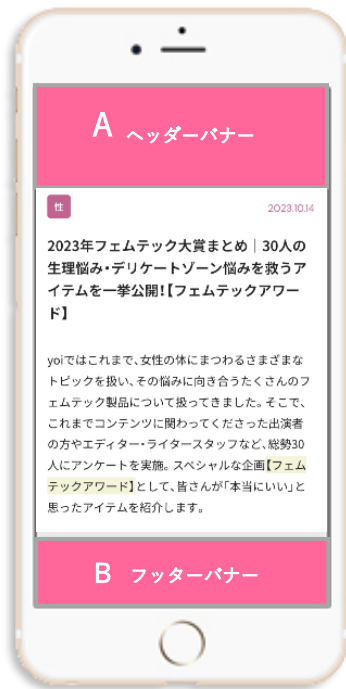 A ヘッダーバナー
性
2023.10.14
2023年フェムテック大賞まとめ｜30人の
生理悩み・デリケートゾーン悩みを救うア
イテムを一挙公開!【フェムテックアワー
ド】
yoiではこれまで、女性の体にまつわるさまざまな
トピックを扱い、その悩みに向き合うたくさんのフ
ェムテック製品について扱ってきました。そこで、
これまでコンテンツに関わってくださった出演者
の方やエディター・ライタースタッフなど、総勢30
人にアンケートを実施。スペシャルな企画【フェム
テックアワード】として、皆さんが「本当にいい」と
思ったアイテムを紹介します。
B フッターバナー